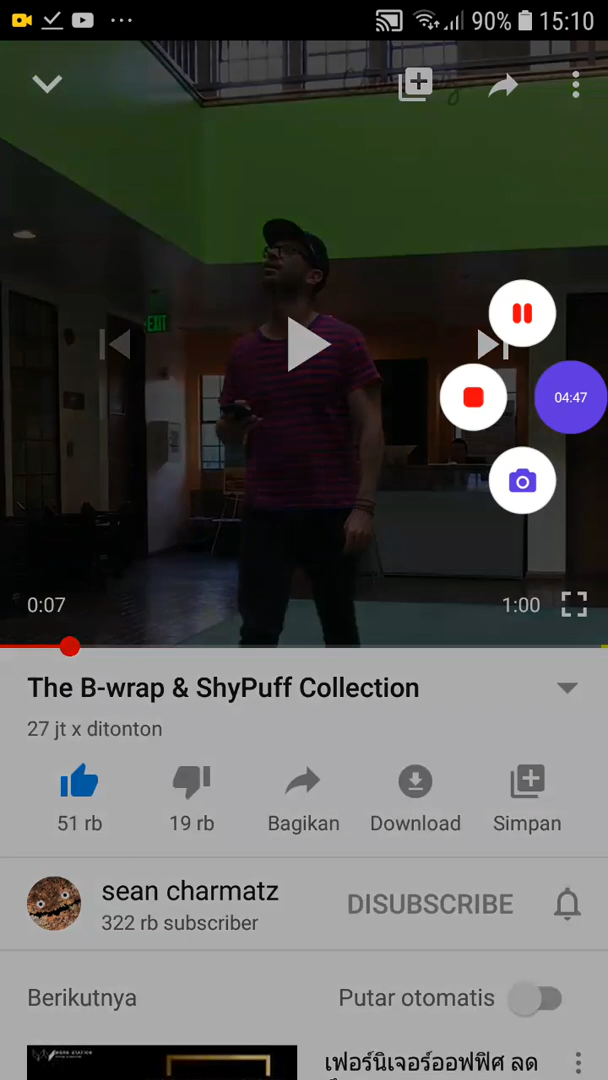 90% 15:10
EXIT
04:47
0:07 1:00
The B-wrap & ShyPuff Collection
27 jt x ditonton
51 rb 19 rb Bagikan Download Simpan
sean charmatz
DISUBSCRIBE
322 rb subscriber
Berikutnya Putar otomatis
เฟอร์นิเจอร์ออฟฟิศ ลด